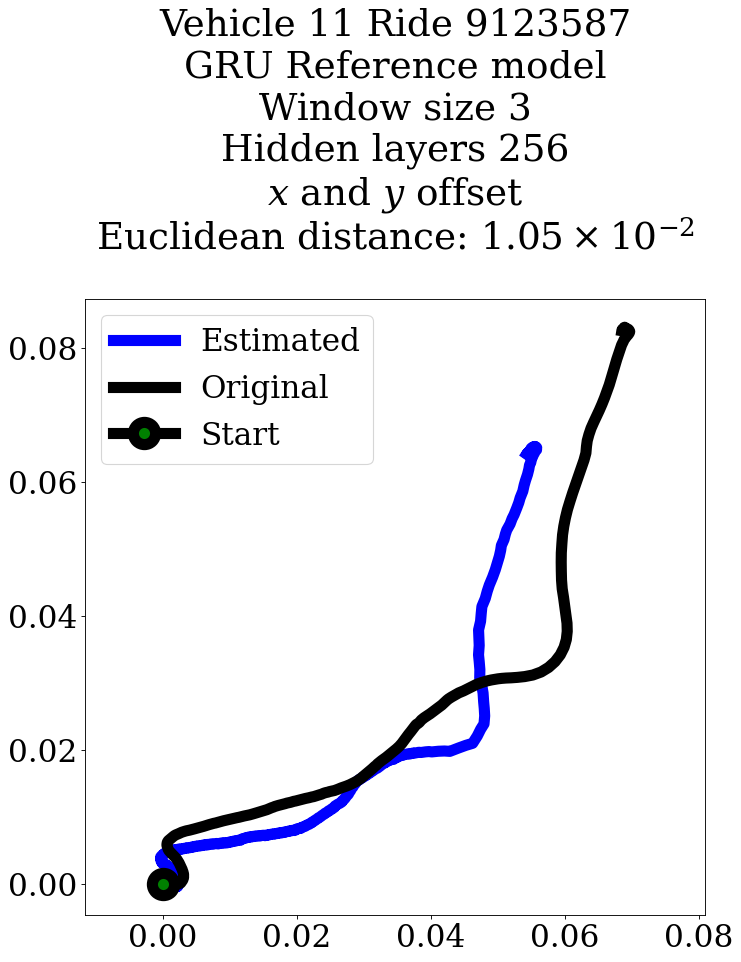 Vehicle 11 Ride 9123587
GRU Reference model
Window size 3
Hidden layers 256
x and y offset
Euclidean distance: 1.05 × 10⁻²
Estimated
Original
Start
0.08
0.06
0.04
0.02
0.00
0.00 0.02 0.04 0.06 0.08